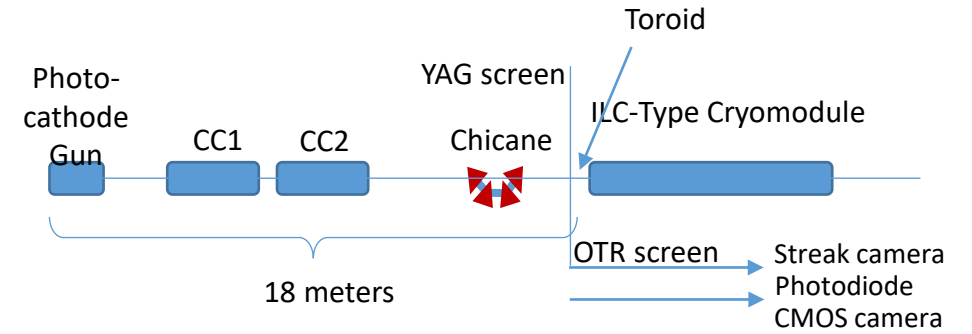 Toroid
Photo-
cathode
Gun
CC1
CC2
YAG screen
Chicane
ILC-Type Cryomodule
18 meters
OTR screen
Streak camera
Photodiode
CMOS camera